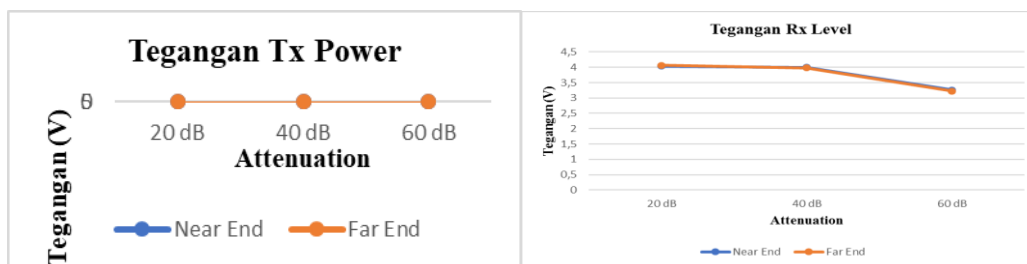 Tegangan Tx Power
Tegangan (V)
20 dB 40 dB 60 dB
Attenuation
Near End Far End
Tegangan Rx Level
Tegangan (V)
4,5
4
3,5
3
2,5
2
1,5
1
0,5
0
20 dB 40 dB 60 dB
Attenuation
Near End Far End